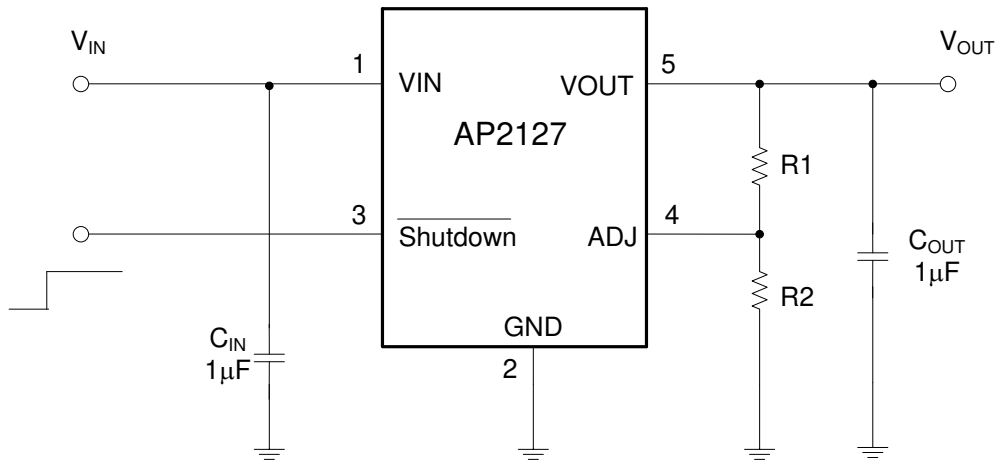 VIN
VOUT
1
VIN
VOUT
5
AP2127
R1
3
Shutdown
ADJ
4
COUT
1μF
R2
GND
CIN
1μF
2